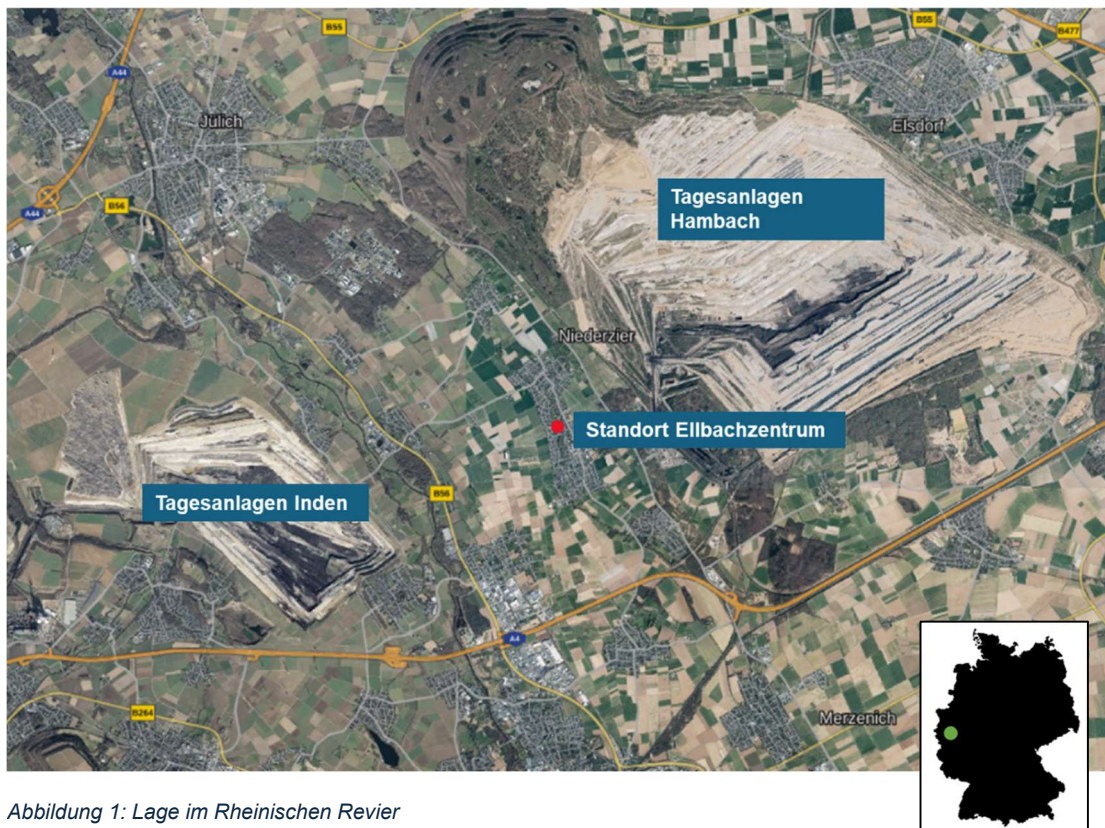 B55
B55
B477
A44
Jülich
Elsdorf
Tagesanlagen
Hambach
A44
B56
Niederzier
Standort Ellbachzentrum
Tagesanlagen Inden
B56
A4
B264
Merzenich
Abbildung 1: Lage im Rheinischen Revier